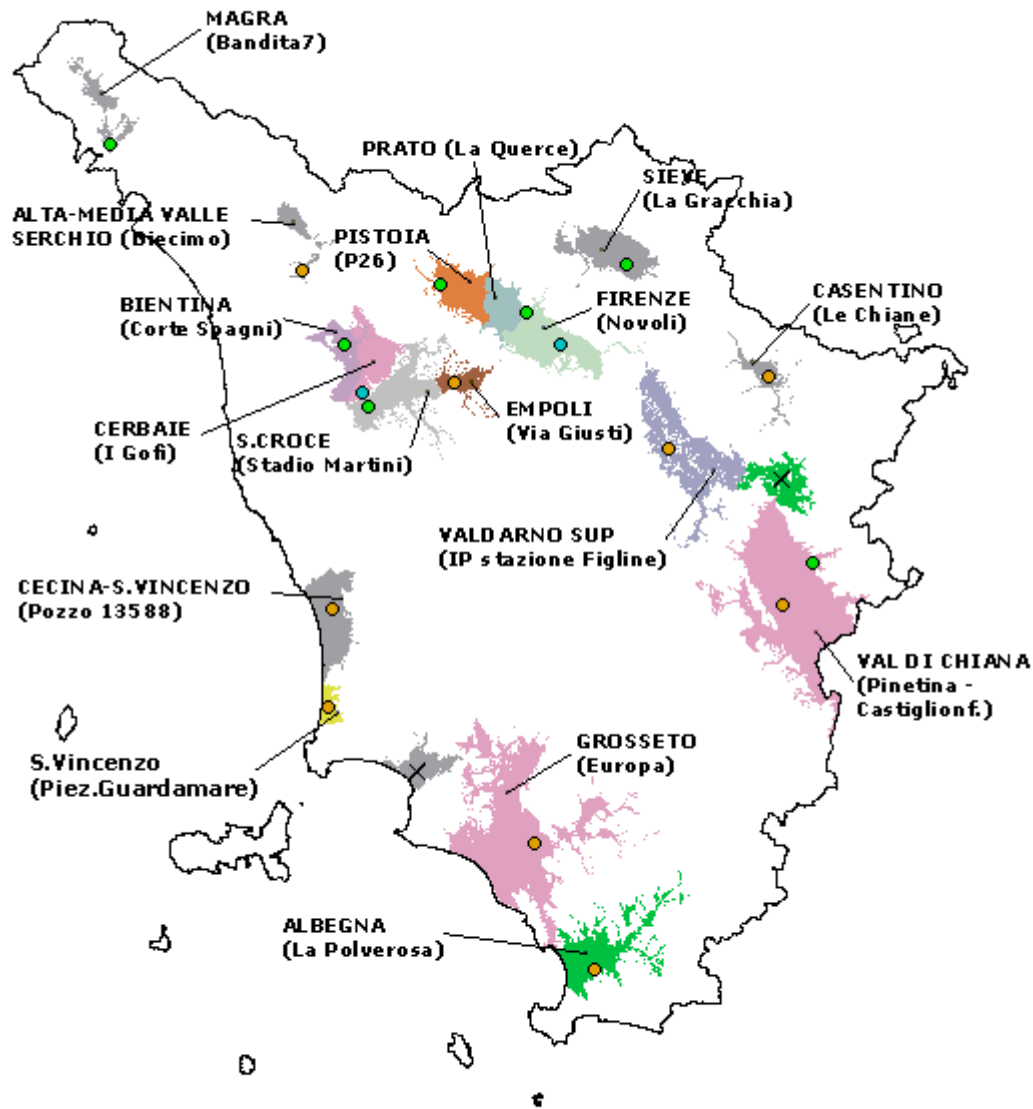 MAGRA
(Bandita7)
PRATO (La Querce)
SIEVE
(La Gracchia)
ALTA-MEDIA VALLE
SERCHIO (Diecimo)
PISTOIA
(P26)
FIRENZE
(Novoli)
CASENTINO
(Le Chiane)
BIENTINA
(Corte Spagni)
EMPOLI
(Via Giusti)
CERBAIE
(I Gofi)
S.CROCE
(Stadio Martini)
VALDARNO SUP
(IP stazione Figline)
CECINA-S.VINCENZO
(Pozzo 13588)
VAL DI CHIANA
(Pinetina -
Castiglionf.)
S.Vincenzo
(Piez.Guardamare)
GROSSETO
(Europa)
ALBEGNA
(La Polverosa)